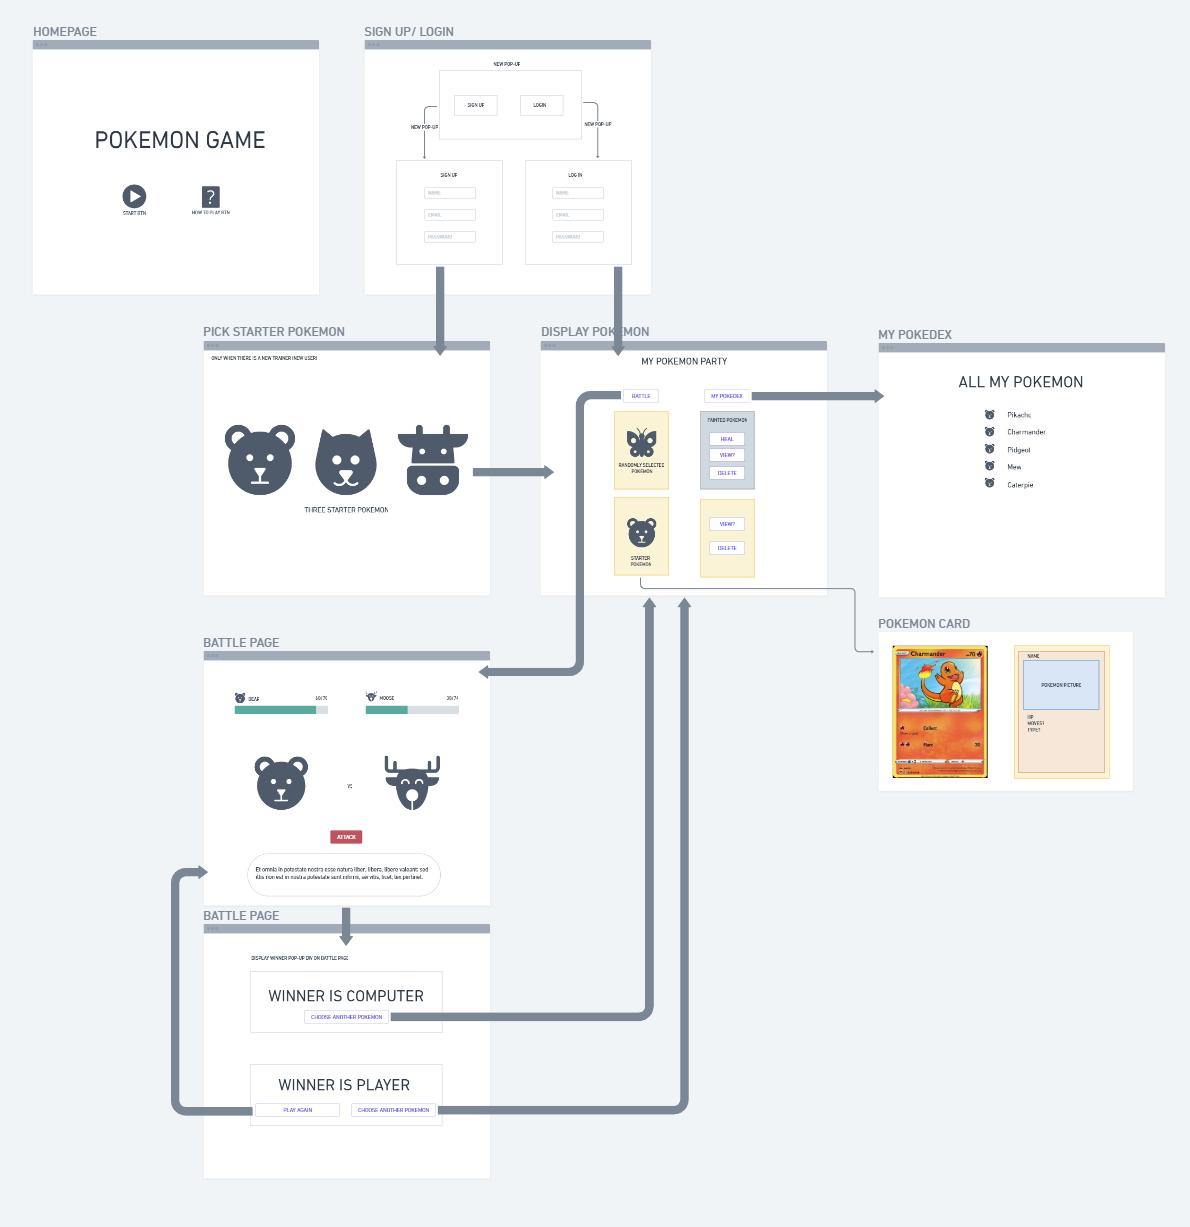 HOMEPAGE
POKEMON GAME
START BTN
?
HOW TO PLAY BTN
SIGN UP/ LOGIN
NEW POP-UP
SIGN UP
LOGIN
NEW POP-UP
NEW POP-UP
SIGN UP
NAME
EMAIL
PASSWORD
LOG IN
NAME
EMAIL
PASSWORD
PICK STARTER POKEMON
ONLY WHEN THERE IS A NEW TRAINER (NEW USER)
THREE STARTER POKEMON
DISPLAY POKEMON
MY POKEMON PARTY
BATTLE
MY POKEDEX
RANDOMLY SELECTED
POKEMON
FAINTED POKEMON
HEAL
VIEW?
DELETE
STARTER
POKEMON
VIEW?
DELETE
MY POKEDEX
ALL MY POKEMON
Pikachu
Charmander
Pidgeot
Mew
Caterpie
POKEMON CARD
Charmander
70
Collect
Flare
30
NAME
POKEMON PICTURE
HP
MOVES?
TYPE?
BATTLE PAGE
BEAR
60/70
MOOSE
30/74
VS
ATTACK
Et omnia in potestate nostra esse natura liber, libera, libere valeant; sed
illis non est in nostra potestate sunt infirmi, servilis, licet, lex pertinet.
BATTLE PAGE
DISPLAY WINNER POP-UP DIV ON BATTLE PAGE
WINNER IS COMPUTER
CHOOSE ANOTHER POKEMON
WINNER IS PLAYER
PLAY AGAIN
CHOOSE ANOTHER POKEMON